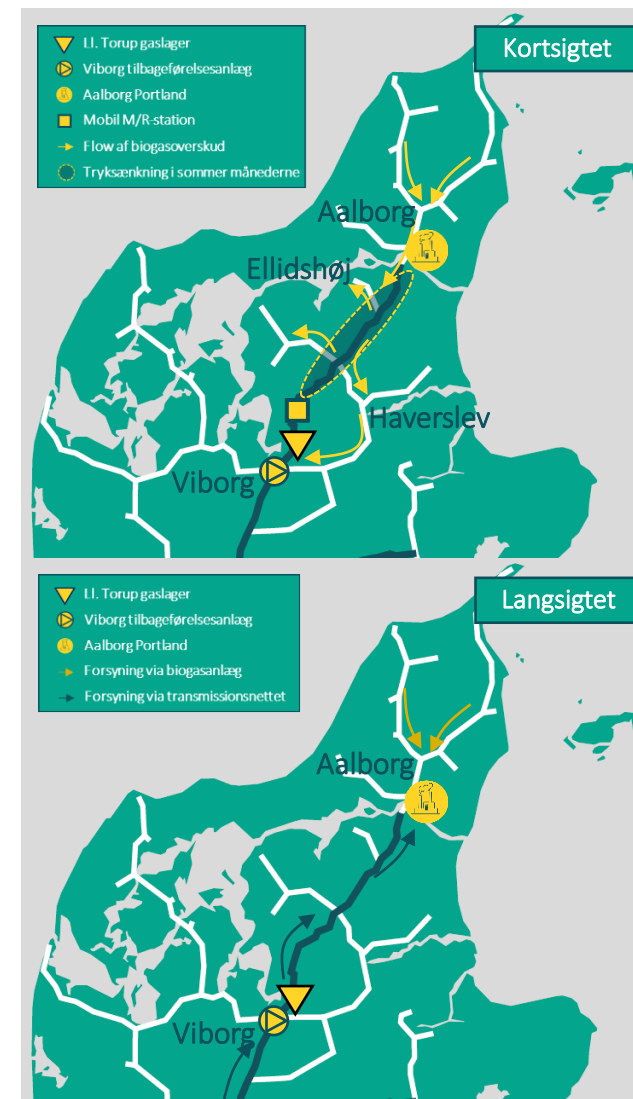 Kortsigtet
Ll. Torup gaslager
Viborg tilbageførelsesanlæg
Aalborg Portland
Mobil M/R-station
Flow af biogasoverskud
Tryksænkning i sommer månederne
Aalborg
Ellidshøj
Haverslev
Viborg
Langsigtet
Ll. Torup gaslager
Viborg tilbageførelsesanlæg
Aalborg Portland
Forsyning via biogasanlæg
Forsyning via transmissionsnettet
Aalborg
Viborg